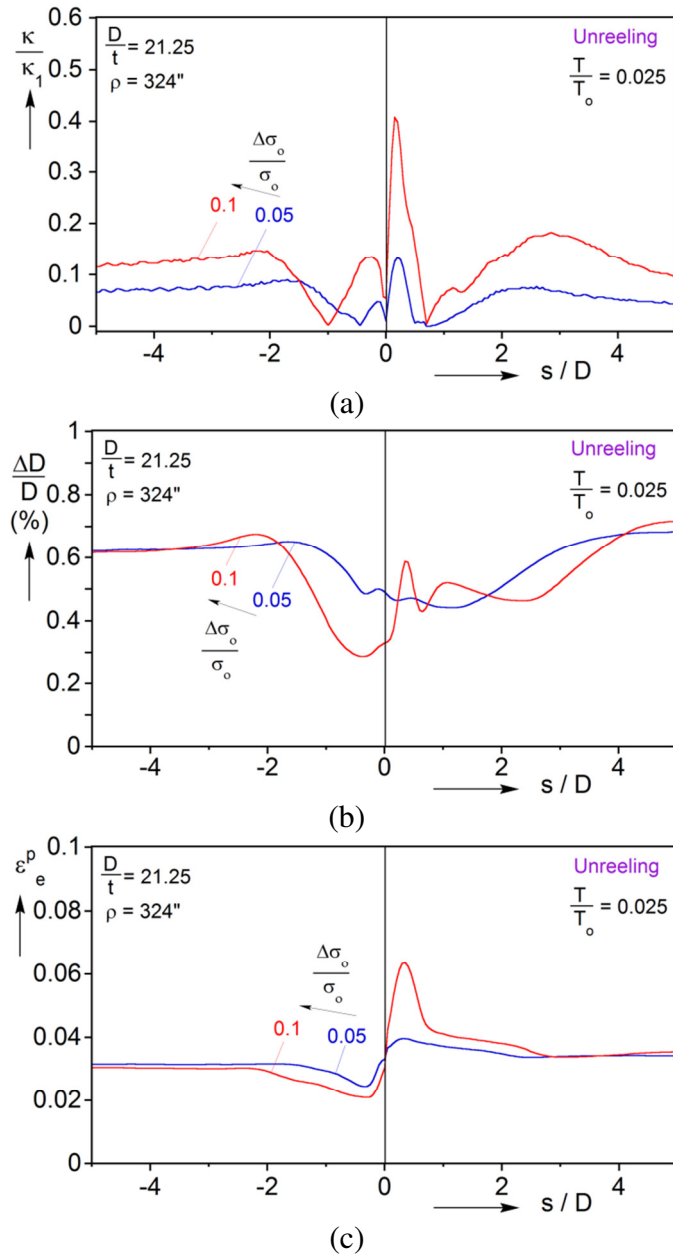 0.6
κ
κ1
D
t
= 21.25
ρ = 324"
Unreeling
T
To
= 0.025
0.5
0.4
Δσo
σo
0.3
0.1
0.05
0.2
0.1
0
-4
-2
0
2
4
s / D
(a)
1
ΔD
D
(%)
D
t
= 21.25
ρ = 324"
Unreeling
T
To
= 0.025
0.8
0.6
0.1
0.05
Δσo
σo
0.4
0.2
0
-4
-2
0
2
4
s / D
(b)
0.1
εpe
D
t
= 21.25
ρ = 324"
Unreeling
T
To
= 0.025
0.08
Δσo
σo
0.06
0.1
0.05
0.04
0.02
0
-4
-2
0
2
4
s / D
(c)